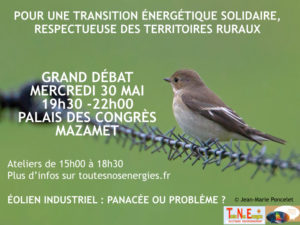 POUR UNE TRANSITION ÉNERGÉTIQUE SOLIDAIRE,
RESPECTUEUSE DES TERRITOIRES RURAUX
GRAND DÉBAT
MERCREDI 30 MAI
19h30 -22h00
PALAIS DES CONGRÈS
MAZAMET
Ateliers de 15h00 à 18h30
Plus d'infos sur toutesnosenergies.fr
© Jean-Marie Poncelet
ÉOLIEN INDUSTRIEL : PANACÉE OU PROBLÈME ?